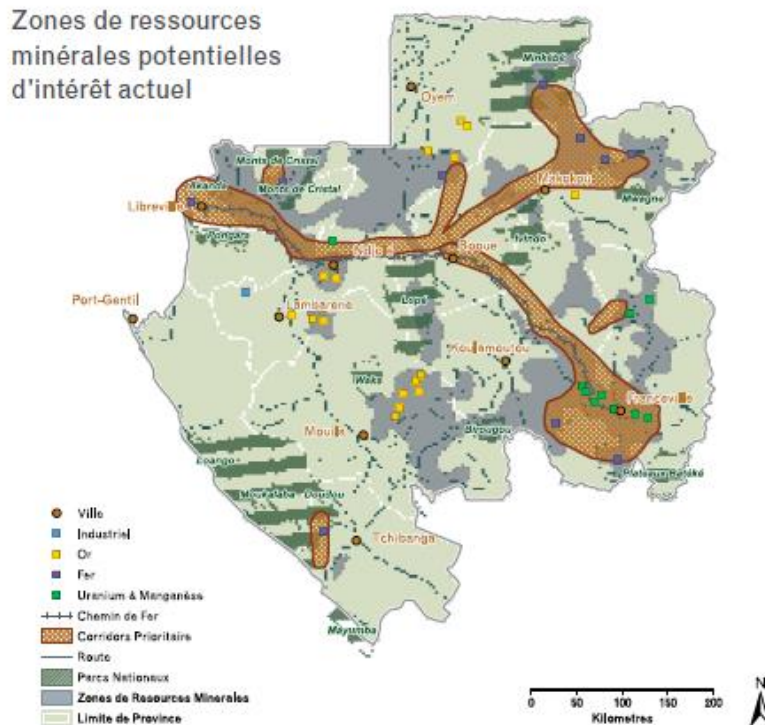 Zones de ressources
minérales potentielles
d'intérêt actuel
Minkébé
Oyem
Monts de Cristal
Akanda
Monts de Cristal
Makokou
Mwagne
Libreville
Pongara
Ndjolé
Booué
Ivindo
Port-Gentil
Lambaréné
Lopé
Koulamoutou
Waka
Franceville
Mouila
Birougou
Loango
Plateaux Batéké
Moukalaba - Doudou
Tchibanga
Mayumba
Ville
Industriel
Or
Fer
Uranium & Manganèse
Chemin de Fer
Corridors Prioritaire
Route
Parcs Nationaux
Zones de Ressources Minerales
Limite de Province
0 50 100 150 200
Kilometres
N